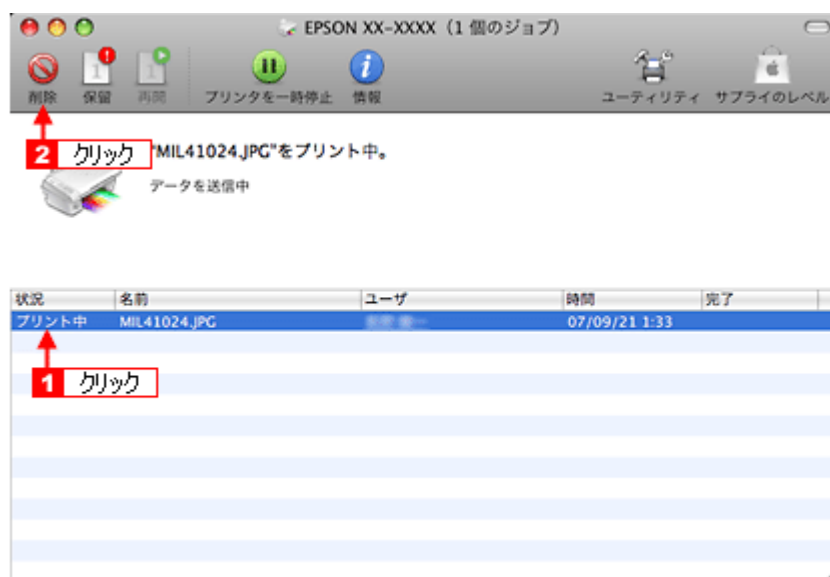 EPSON XX-XXXX（1 個のジョブ）
削除 保留 再開 プリンタを一時停止 情報 ユーティリティ サプライのレベル
2 クリック
"MIL41024.JPG"をプリント中。
データを送信中
状況 名前 ユーザ 時間 完了
プリント中 MIL41024.JPG 07/09/21 1:33
1 クリック